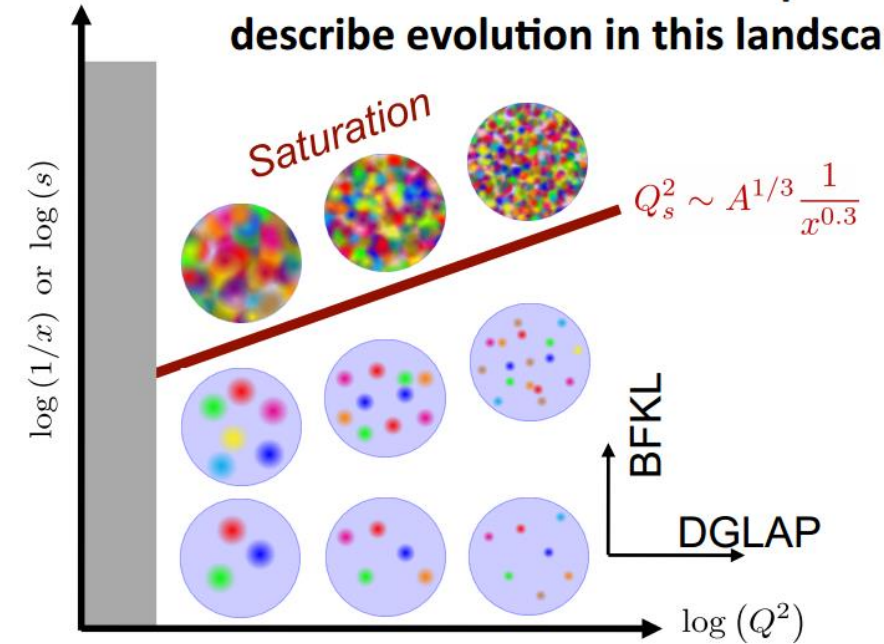 describe evolution in this landsca
Saturation
Q_s^2 ∼ A^{1/3} \frac{1}{x^{0.3}}
log (1/x) or log (s)
BFKL
DGLAP
log (Q^2)